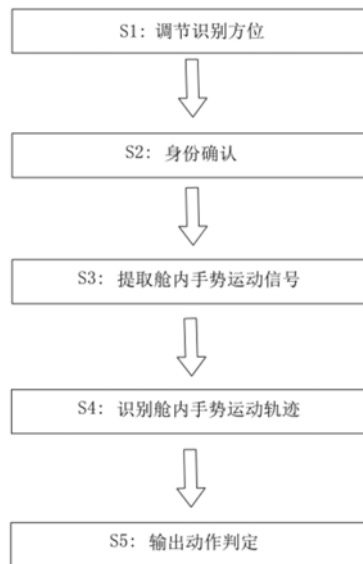 S1: 调节识别方位
S2: 身份确认
S3: 提取舱内手势运动信号
S4: 识别舱内手势运动轨迹
S5: 输出动作判定